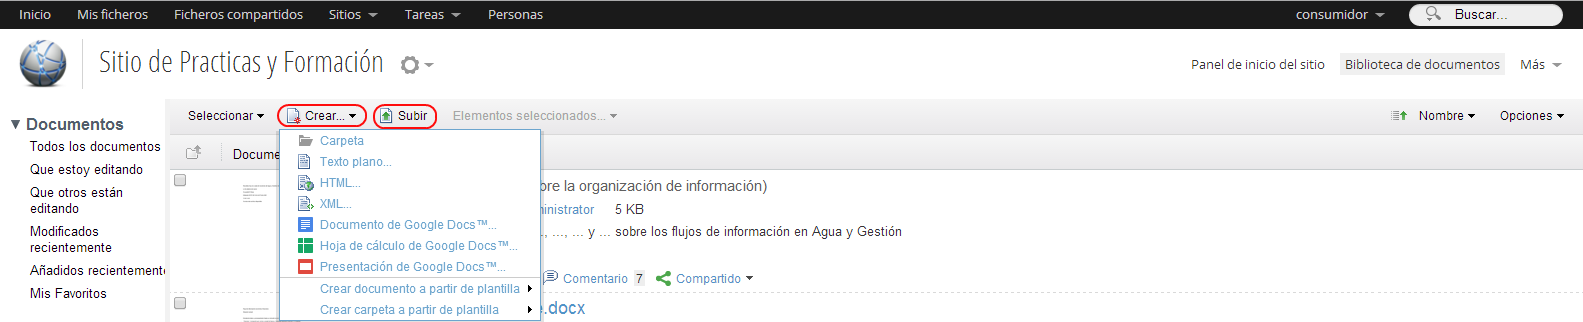 Inicio Mis ficheros Ficheros compartidos Sitios Tareas Personas consumidor Buscar...
Sitio de Practicas y Formación
Panel de inicio del sitio Biblioteca de documentos Más
Seleccionar Crear... Subir Elementos seleccionados... Nombre Opciones
Documentos
Todos los documentos
Que estoy editando
Que otros están
editando
Modificados
recientemente
Añadidos recientement
Mis Favoritos
Docume
Carpeta
Texto plano...
HTML...
XML...
Documento de Google Docs™...
Hoja de cálculo de Google Docs™...
Presentación de Google Docs™...
Crear documento a partir de plantilla
Crear carpeta a partir de plantilla
bre la organización de información)
ministrator 5 KB
, ..., ... y ... sobre los flujos de información en Agua y Gestión
Comentario 7 Compartido
e.docx